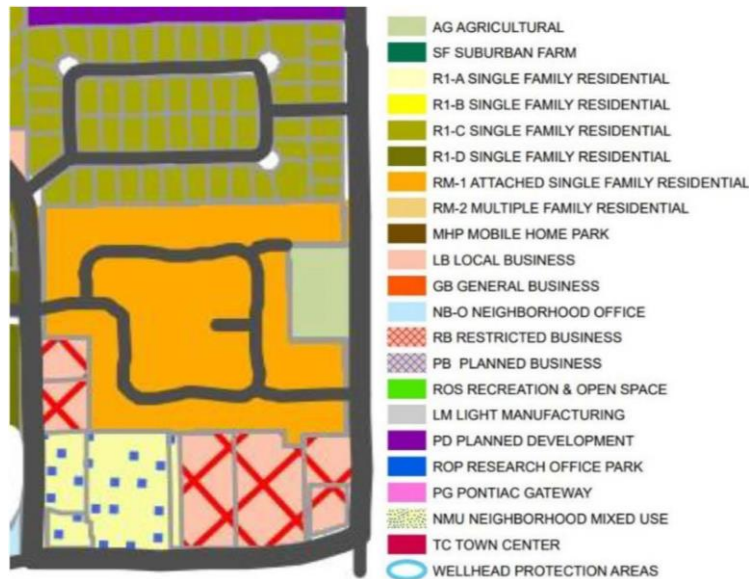 AG AGRICULTURAL
SF SUBURBAN FARM
R1-A SINGLE FAMILY RESIDENTIAL
R1-B SINGLE FAMILY RESIDENTIAL
R1-C SINGLE FAMILY RESIDENTIAL
R1-D SINGLE FAMILY RESIDENTIAL
RM-1 ATTACHED SINGLE FAMILY RESIDENTIAL
RM-2 MULTIPLE FAMILY RESIDENTIAL
MHP MOBILE HOME PARK
LB LOCAL BUSINESS
GB GENERAL BUSINESS
NB-O NEIGHBORHOOD OFFICE
RB RESTRICTED BUSINESS
PB PLANNED BUSINESS
ROS RECREATION & OPEN SPACE
LM LIGHT MANUFACTURING
PD PLANNED DEVELOPMENT
ROP RESEARCH OFFICE PARK
PG PONTIAC GATEWAY
NMU NEIGHBORHOOD MIXED USE
TC TOWN CENTER
WELLHEAD PROTECTION AREAS